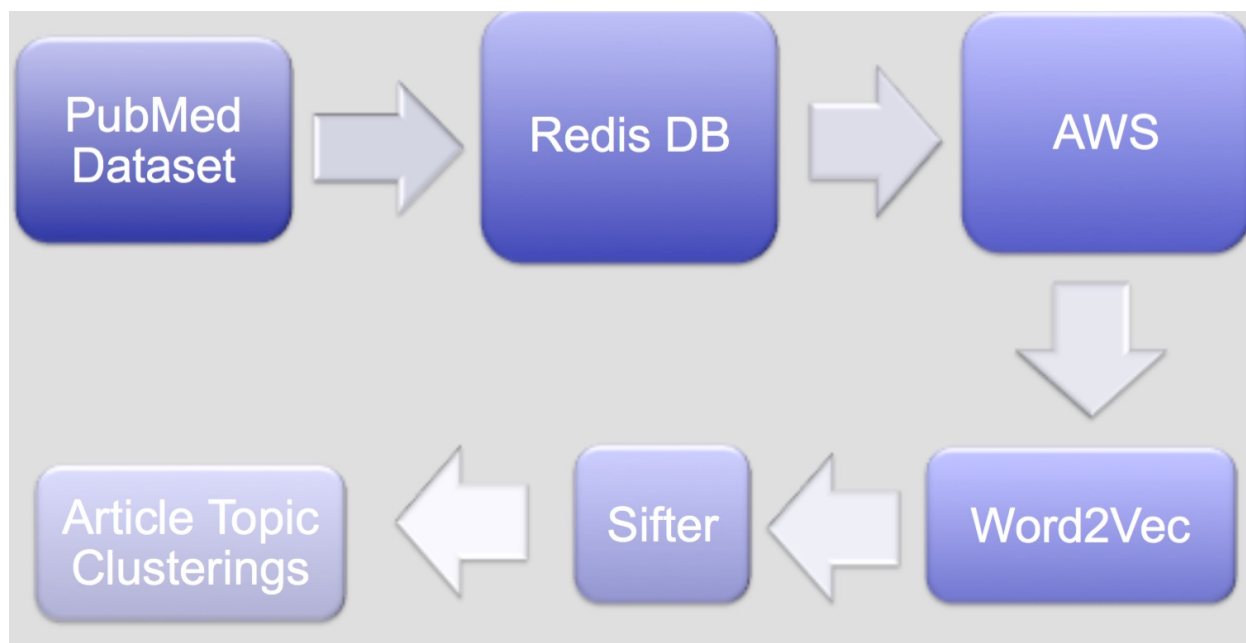 PubMed
Dataset
Redis DB
AWS
Word2Vec
Sifter
Article Topic
Clusterings